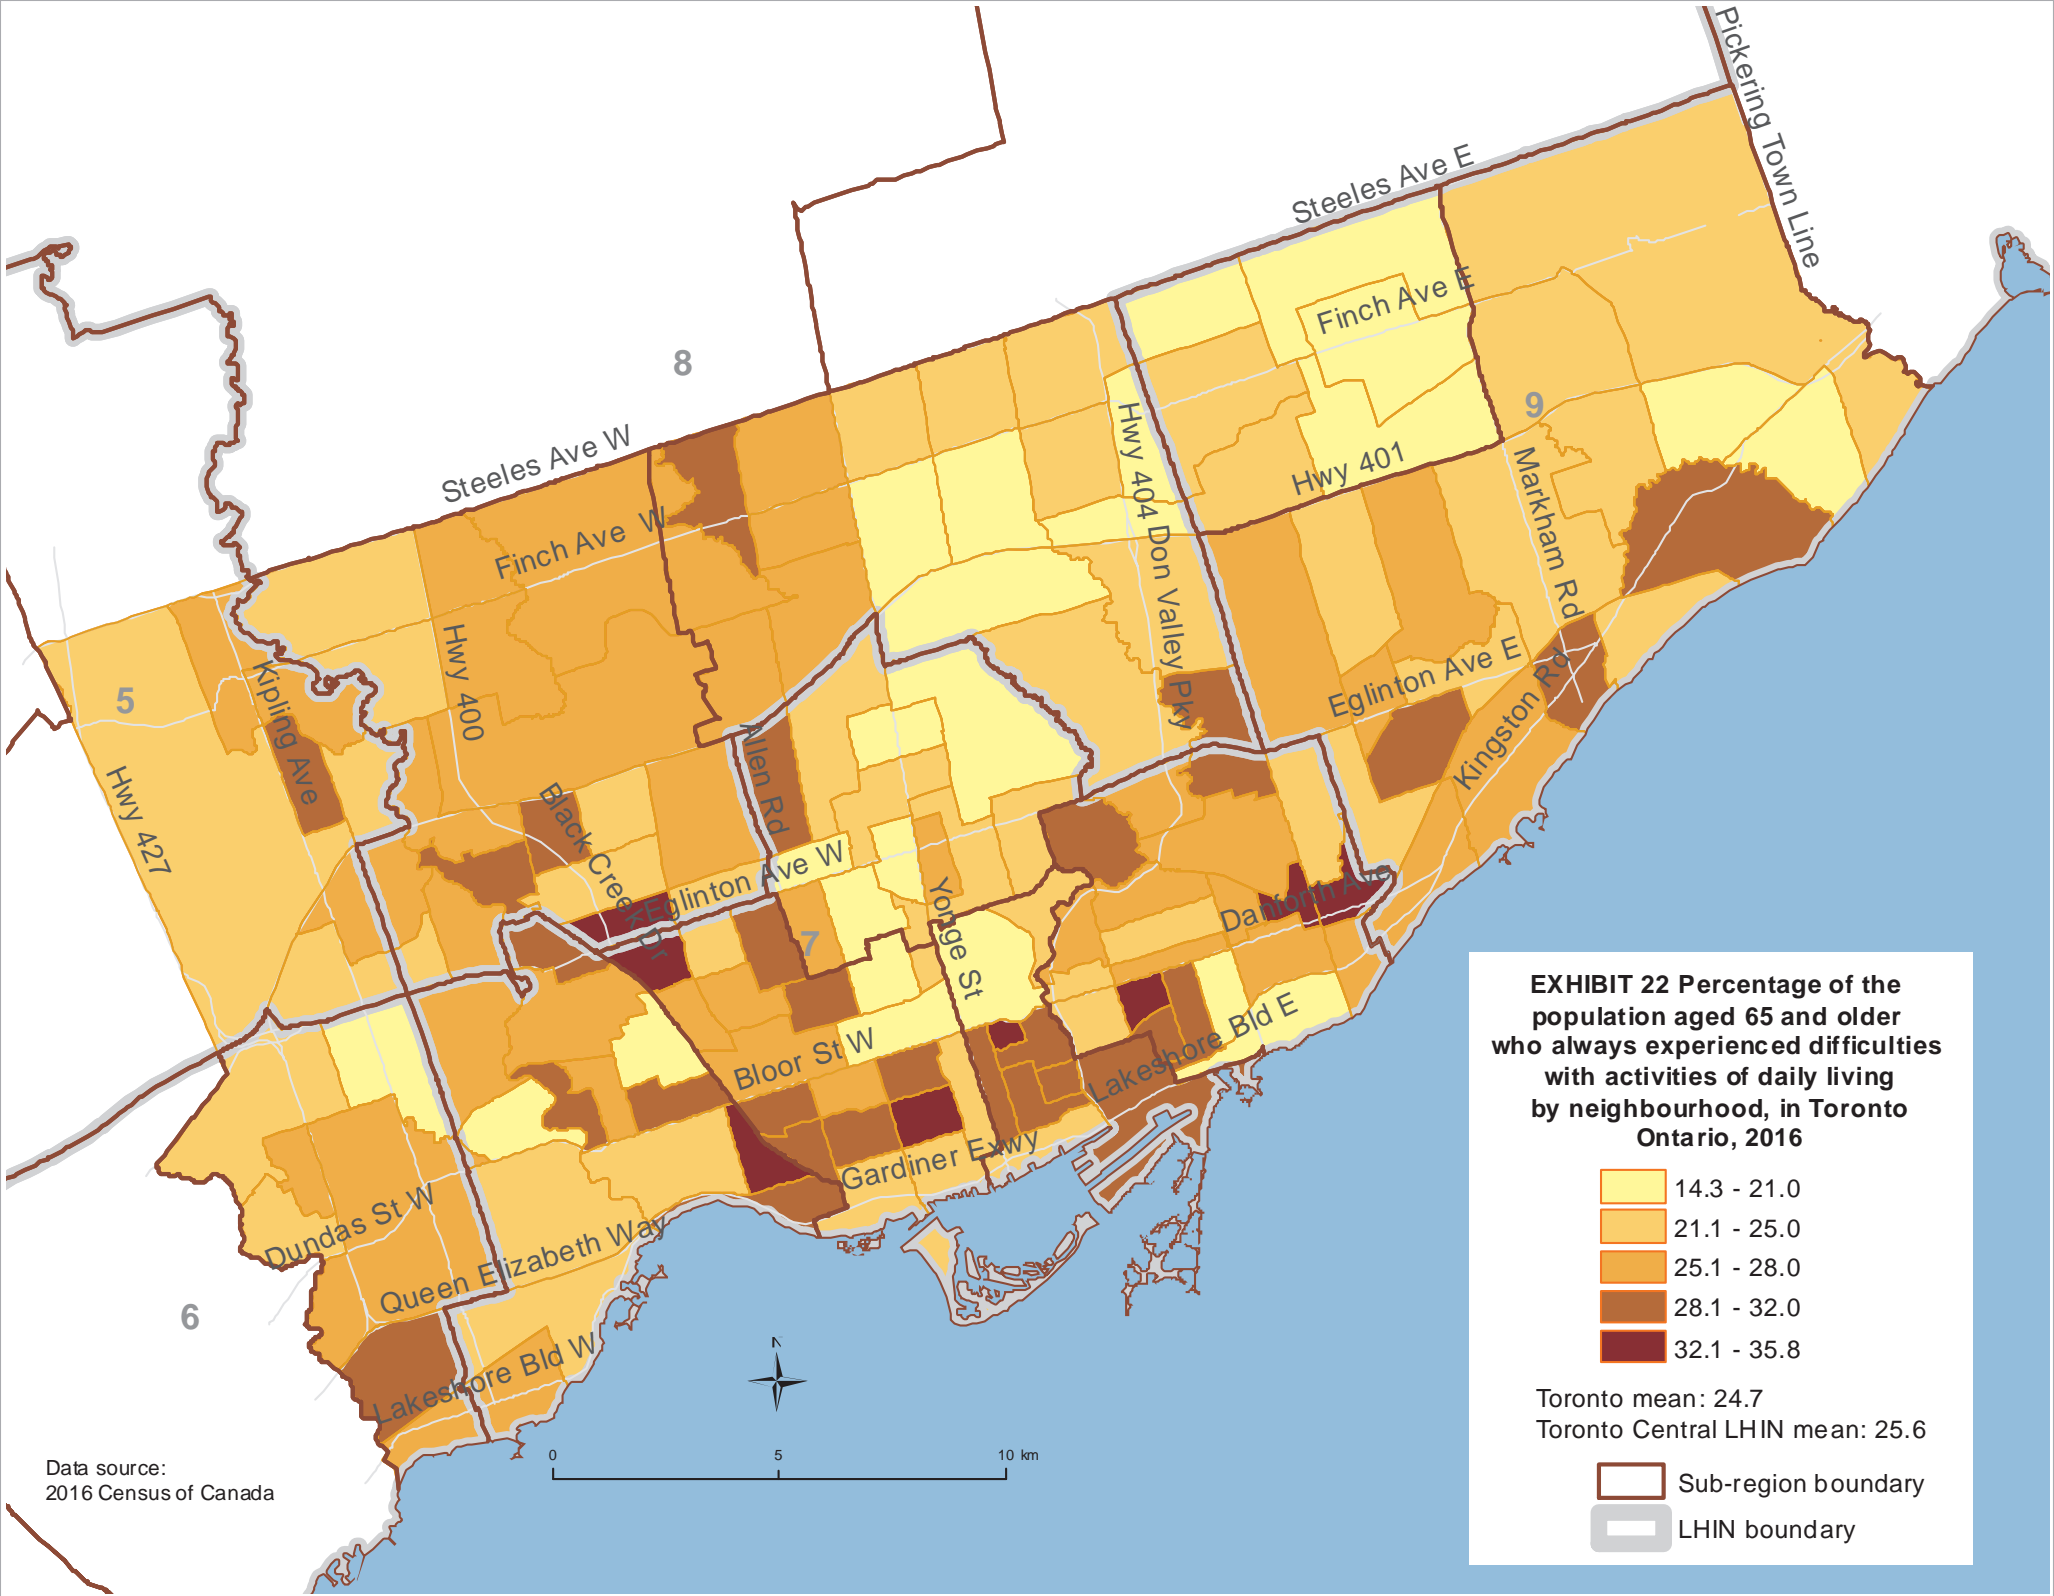 Pickering Town Line
Steeles Ave E
Finch Ave E
8
Hwy 404
9
Steeles Ave W
Hwy 401
Markham Rd
Finch Ave W
Don Valley Pky
Hwy 400
Kipling Ave
5
Eglinton Ave E
Kingston Rd
Allen Rd
Hwy 427
Black Creek Dr
Eglinton Ave W
Yonge St
Danforth Ave
7
Bloor St W
Lakeshore Bld E
Gardiner Exwy
Dundas St W
Queen Elizabeth Way
6
Lakeshore Bld W
N
0 5 10 km
Data source:
2016 Census of Canada
EXHIBIT 22 Percentage of the
population aged 65 and older
who always experienced difficulties
with activities of daily living
by neighbourhood, in Toronto
Ontario, 2016
14.3 - 21.0
21.1 - 25.0
25.1 - 28.0
28.1 - 32.0
32.1 - 35.8
Toronto mean: 24.7
Toronto Central LHIN mean: 25.6
Sub-region boundary
LHIN boundary